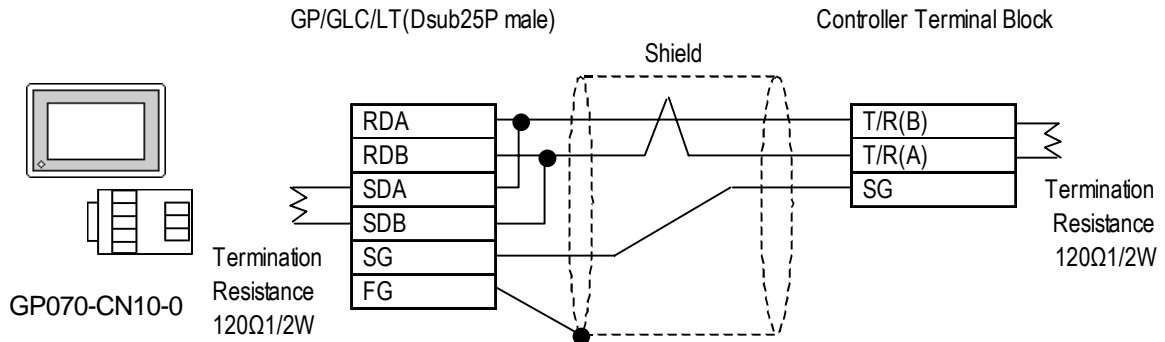 GP/GLC/LT(Dsub25P male)
Controller Terminal Block
Shield
RDA
RDB
SDA
SDB
SG
FG
T/R(B)
T/R(A)
SG
Termination
Resistance
120Ω1/2W
Termination
Resistance
120Ω1/2W
GP070-CN10-0